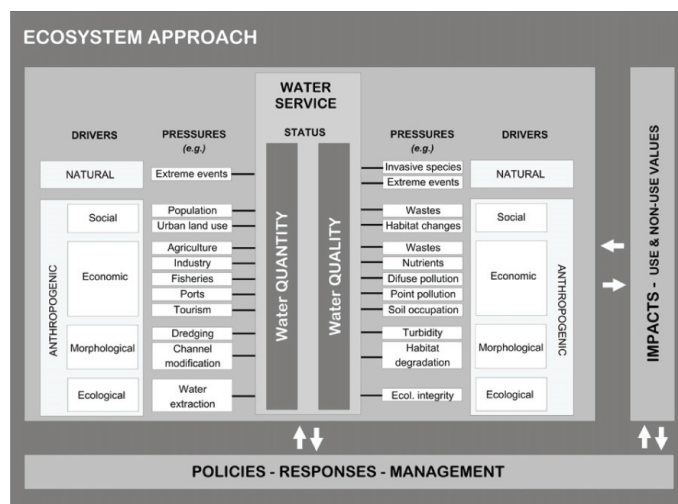 ECOSYSTEM APPROACH
WATER
SERVICE
DRIVERS
PRESSURES
(e.g.)
STATUS
PRESSURES
(e.g.)
DRIVERS
NATURAL
Extreme events
Invasive species
Extreme events
NATURAL
ANTHROPOGENIC
Social
Population
Urban land use
Economic
Agriculture
Industry
Fisheries
Ports
Tourism
Morphological
Dredging
Channel
modification
Ecological
Water
extraction
Water QUANTITY
Water QUALITY
Wastes
Habitat changes
Social
Wastes
Nutrients
Difuse pollution
Point pollution
Soil occupation
Economic
Turbidity
Habitat
degradation
Morphological
Ecol. integrity
Ecological
ANTHROPOGENIC
IMPACTS - USE & NON-USE VALUES
POLICIES - RESPONSES - MANAGEMENT